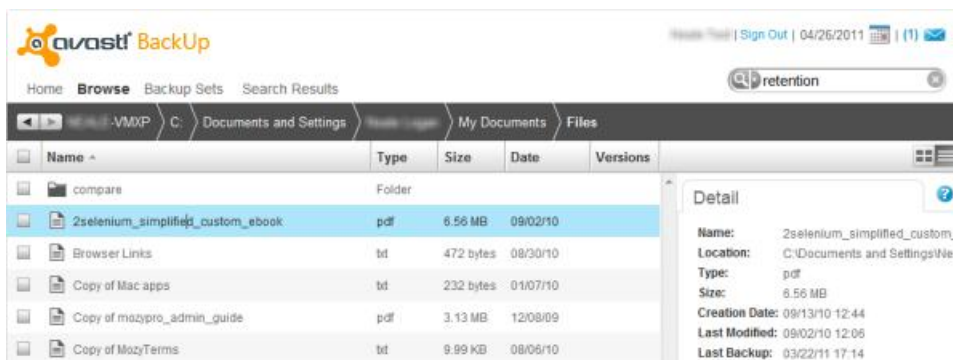 avast! BackUp
| Sign Out | 04/26/2011 | (1)
retention
Home Browse Backup Sets Search Results
-VMXP C: Documents and Settings My Documents Files
Name Type Size Date Versions
compare Folder
2selenium_simplified_custom_ebook pdf 6.56 MB 09/02/10
Browser Links txt 472 bytes 08/30/10
Copy of Mac apps txt 232 bytes 01/07/10
Copy of mozypro_admin_guide pdf 3.13 MB 12/08/09
Copy of MozyTerms txt 9.99 KB 08/06/10
Detail
Name: 2selenium_simplified_custom_
Location: C:\Documents and Settings\Ne
Type: pdf
Size: 6.56 MB
Creation Date: 09/13/10 12:44
Last Modified: 09/02/10 12:06
Last Backup: 03/22/11 17:14